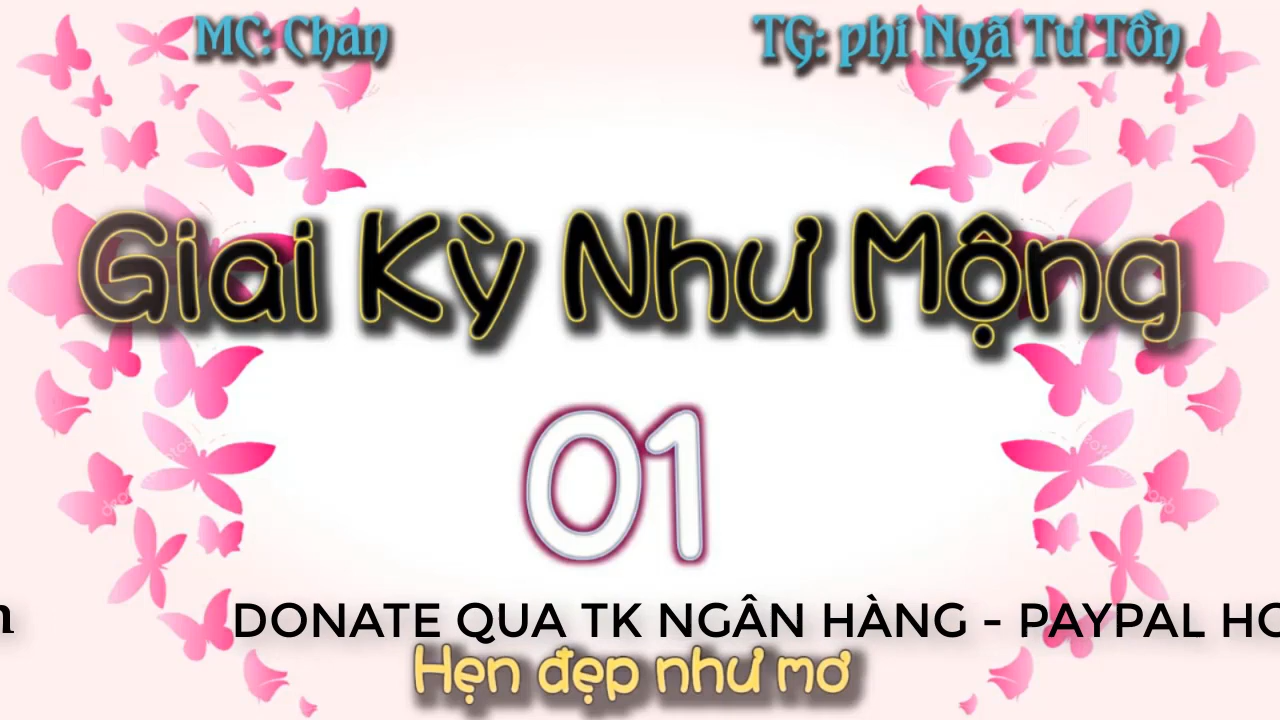 MC: Chan
TG: phi Ngã Tư Tồn
Giai Kỳ Như Mộng
01
n DONATE QUA TK NGÂN HÀNG - PAYPAL HO
Hẹn đẹp như mơ